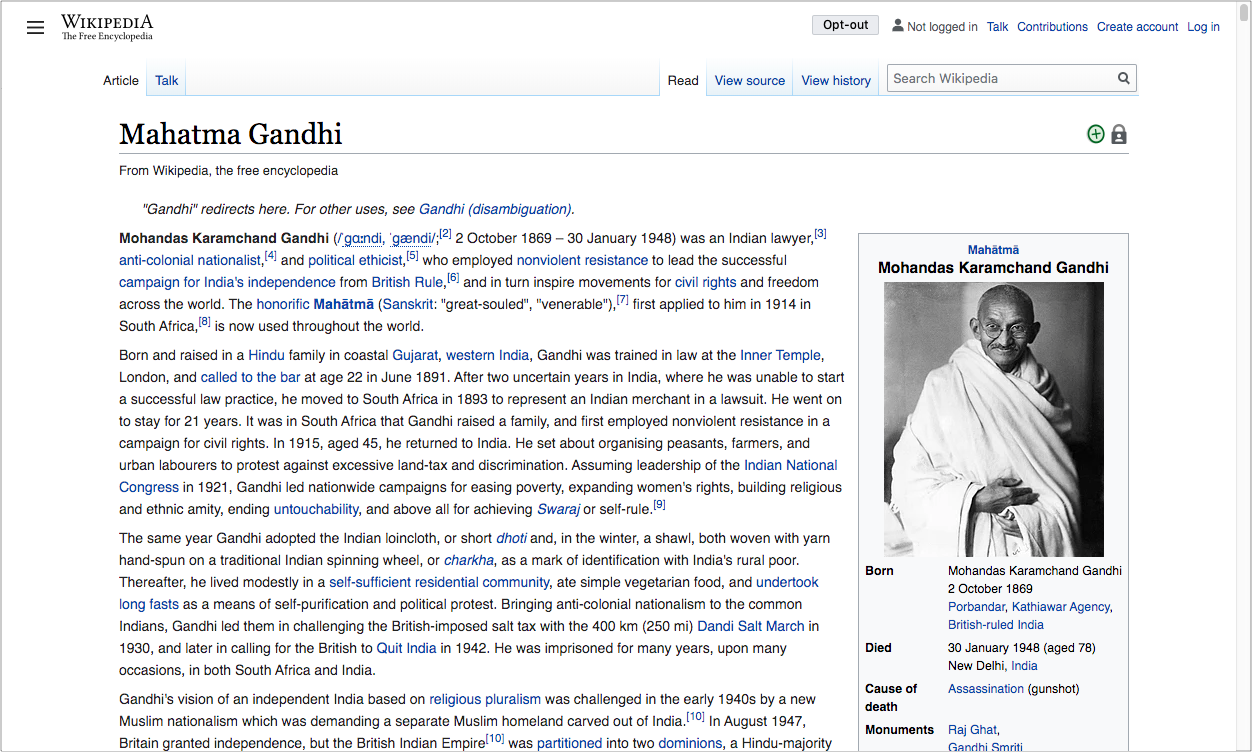 WIKIPEDIA
The Free Encyclopedia
Opt-out
Not logged in Talk Contributions Create account Log in
Article Talk
Read View source View history
Search Wikipedia
Mahatma Gandhi
From Wikipedia, the free encyclopedia
"Gandhi" redirects here. For other uses, see Gandhi (disambiguation).
Mohandas Karamchand Gandhi (/ˈɡɑːndi, ˈɡændi/;[2] 2 October 1869 – 30 January 1948) was an Indian lawyer,[3]
anti-colonial nationalist,[4] and political ethicist,[5] who employed nonviolent resistance to lead the successful
campaign for India's independence from British Rule,[6] and in turn inspire movements for civil rights and freedom
across the world. The honorific Mahātmā (Sanskrit: "great-souled", "venerable"),[7] first applied to him in 1914 in
South Africa,[8] is now used throughout the world.
Born and raised in a Hindu family in coastal Gujarat, western India, Gandhi was trained in law at the Inner Temple,
London, and called to the bar at age 22 in June 1891. After two uncertain years in India, where he was unable to start
a successful law practice, he moved to South Africa in 1893 to represent an Indian merchant in a lawsuit. He went on
to stay for 21 years. It was in South Africa that Gandhi raised a family, and first employed nonviolent resistance in a
campaign for civil rights. In 1915, aged 45, he returned to India. He set about organising peasants, farmers, and
urban labourers to protest against excessive land-tax and discrimination. Assuming leadership of the Indian National
Congress in 1921, Gandhi led nationwide campaigns for easing poverty, expanding women's rights, building religious
and ethnic amity, ending untouchability, and above all for achieving Swaraj or self-rule.[9]
The same year Gandhi adopted the Indian loincloth, or short dhoti and, in the winter, a shawl, both woven with yarn
hand-spun on a traditional Indian spinning wheel, or charkha, as a mark of identification with India's rural poor.
Thereafter, he lived modestly in a self-sufficient residential community, ate simple vegetarian food, and undertook
long fasts as a means of self-purification and political protest. Bringing anti-colonial nationalism to the common
Indians, Gandhi led them in challenging the British-imposed salt tax with the 400 km (250 mi) Dandi Salt March in
1930, and later in calling for the British to Quit India in 1942. He was imprisoned for many years, upon many
occasions, in both South Africa and India.
Gandhi's vision of an independent India based on religious pluralism was challenged in the early 1940s by a new
Muslim nationalism which was demanding a separate Muslim homeland carved out of India.[10] In August 1947,
Britain granted independence, but the British Indian Empire[10] was partitioned into two dominions, a Hindu-majority
Mahātmā
Mohandas Karamchand Gandhi
Born Mohandas Karamchand Gandhi
2 October 1869
Porbandar, Kathiawar Agency,
British-ruled India
Died 30 January 1948 (aged 78)
New Delhi, India
Cause of Assassination (gunshot)
death
Monuments Raj Ghat,
Gandhi Smriti